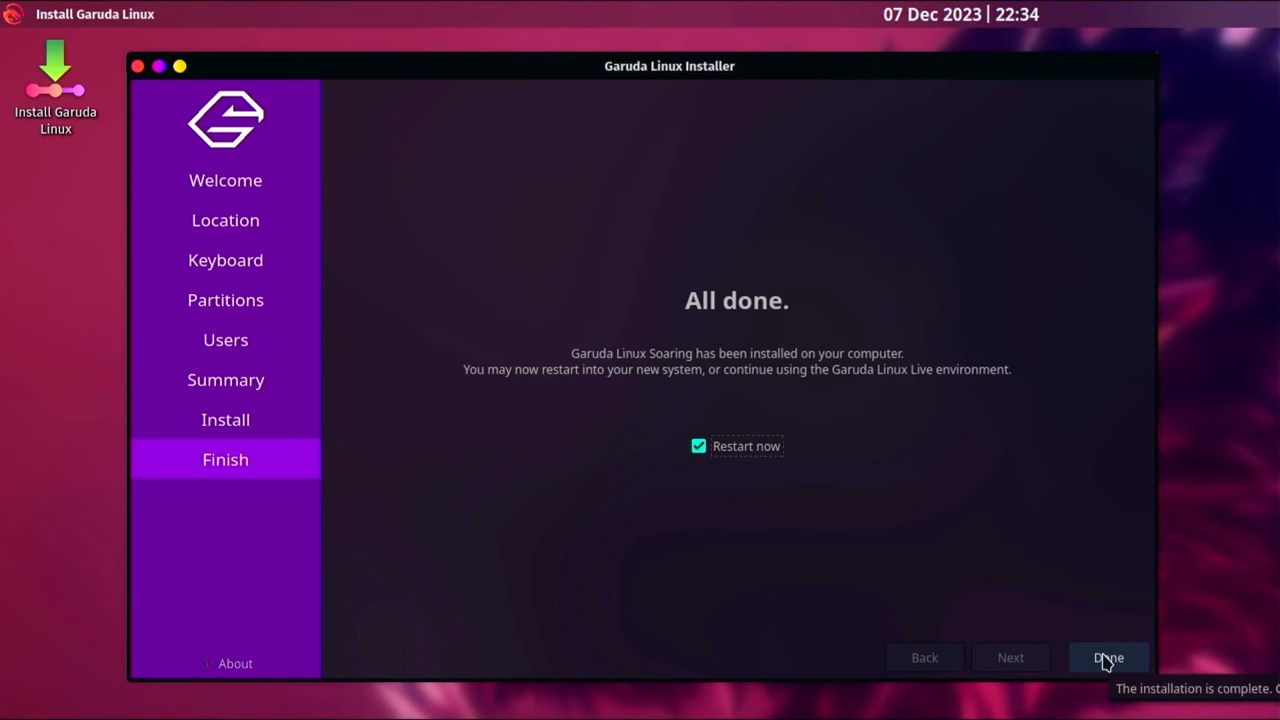 Install Garuda Linux
07 Dec 2023 | 22:34
Install Garuda
Linux
Garuda Linux Installer
Welcome
Location
Keyboard
Partitions
Users
Summary
Install
Finish
About
All done.
Garuda Linux Soaring has been installed on your computer.
You may now restart into your new system, or continue using the Garuda Linux Live environment.
Restart now
Back
Next
Done
The installation is complete.